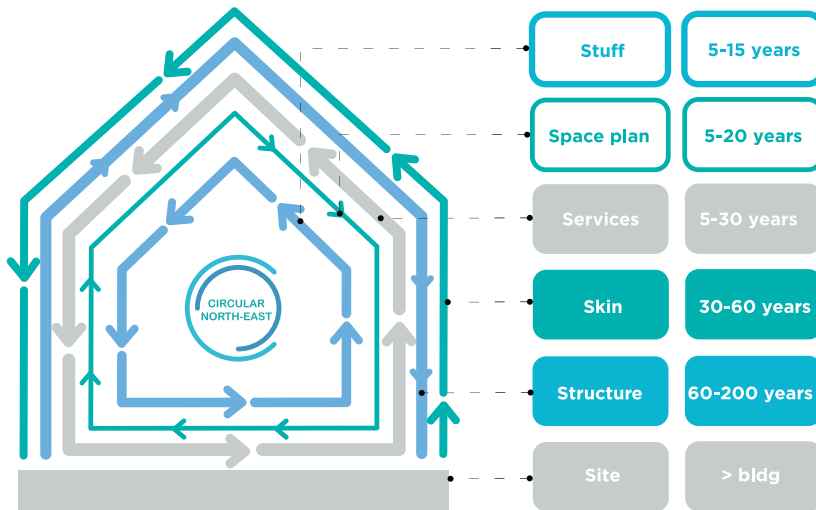 Stuff
5-15 years
Space plan
5-20 years
Services
5-30 years
CIRCULAR
NORTH-EAST
Skin
30-60 years
Structure
60-200 years
Site
> bldg